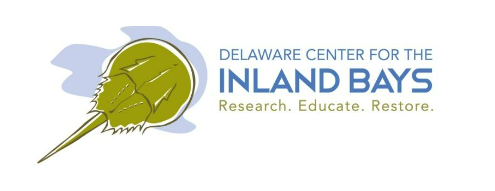 DELAWARE CENTER FOR THE
INLAND BAYS
Research. Educate. Restore.